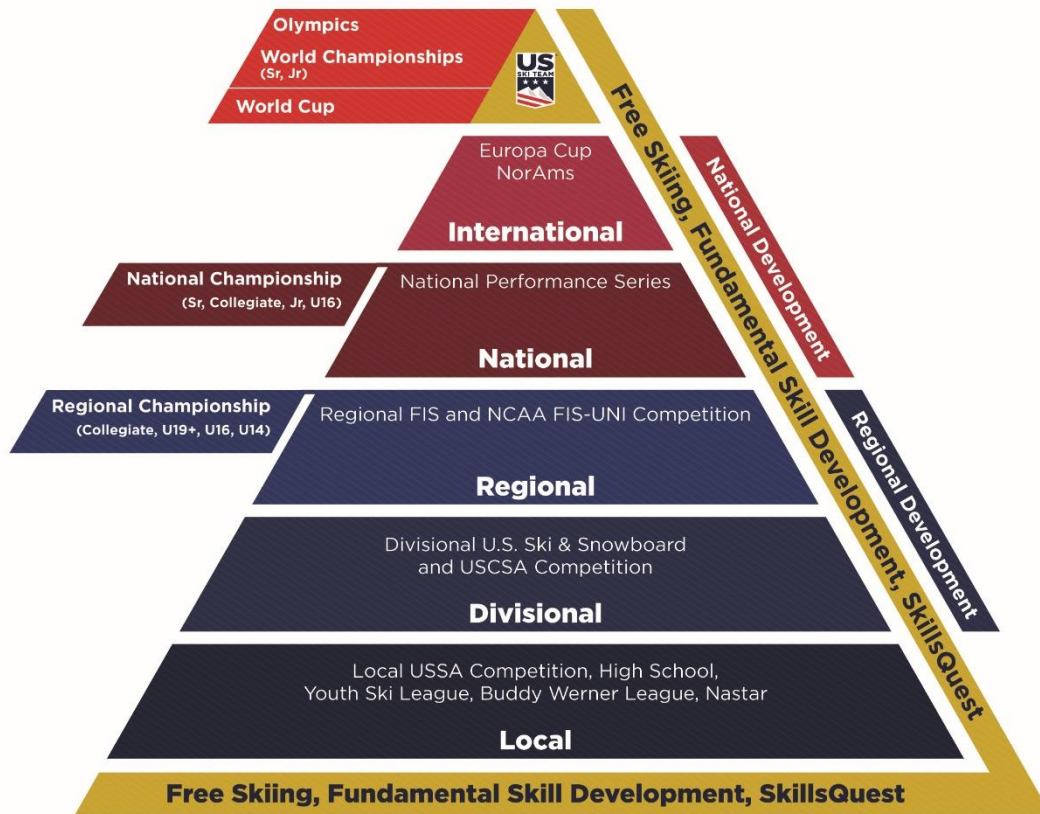 Olympics
World Championships
(Sr, Jr)
World Cup
US
SKI TEAM
Europa Cup
NorAms
International
National Championship
(Sr, Collegiate, Jr, U16)
National Performance Series
National
Regional Championship
(Collegiate, U19+, U16, U14)
Regional FIS and NCAA FIS-UNI Competition
Regional
Divisional U.S. Ski & Snowboard
and USCSA Competition
Divisional
Local USSA Competition, High School,
Youth Ski League, Buddy Werner League, Nastar
Local
Free Skiing, Fundamental Skill Development, SkillsQuest
Free Skiing, Fundamental Skill Development, SkillsQuest
National Development
Regional Development